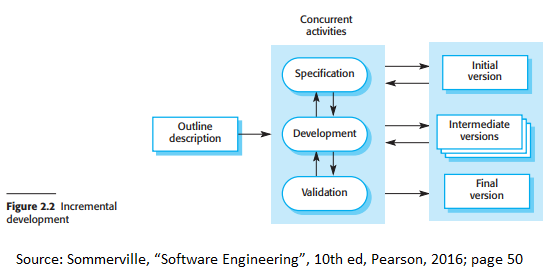 Concurrent
activities
Specification
Initial
version
Outline
description
Development
Intermediate
versions
Validation
Final
version
Figure 2.2 Incremental
development
Source: Sommerville, “Software Engineering”, 10th ed, Pearson, 2016; page 50